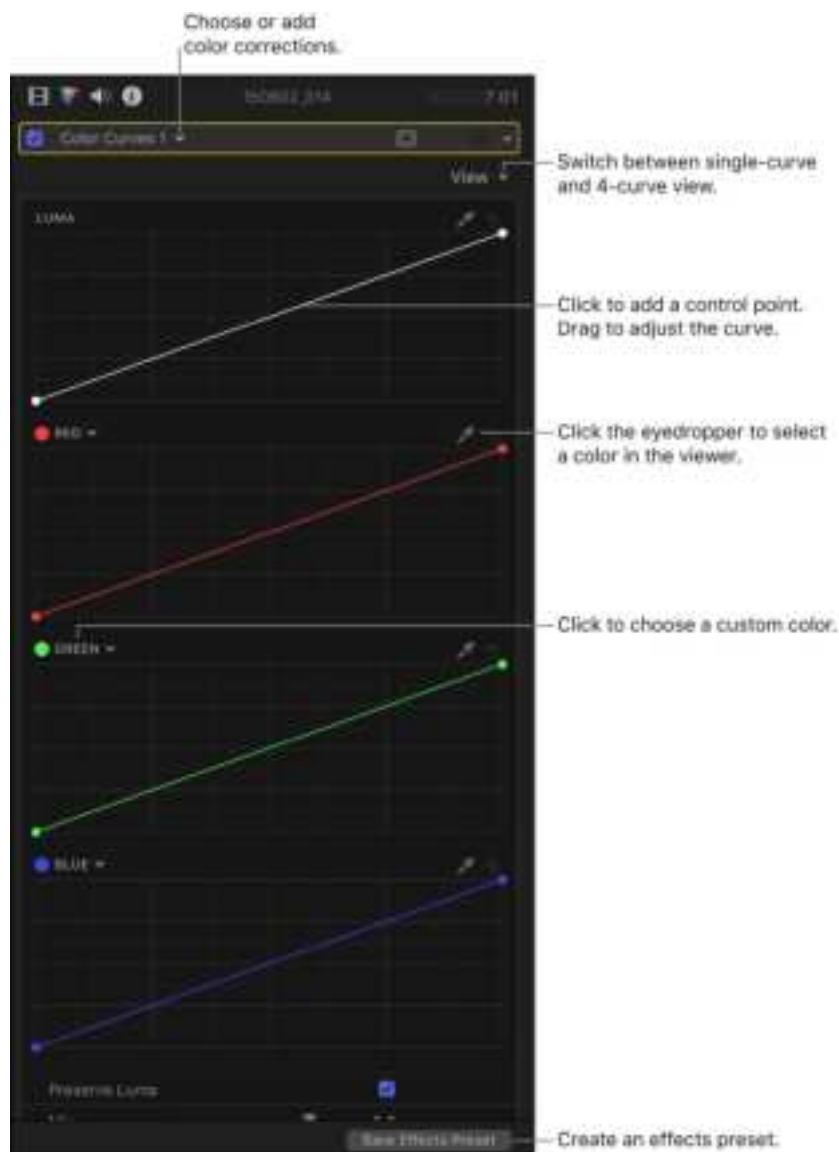 Choose or add
color corrections.
7:01
Color Curves 1
View
Switch between single-curve
and 4-curve view.
LUMA
Click to add a control point.
Drag to adjust the curve.
RED
Click the eyedropper to select
a color in the viewer.
Click to choose a custom color.
GREEN
BLUE
Preserve Luma
Save Effects Preset
Create an effects preset.